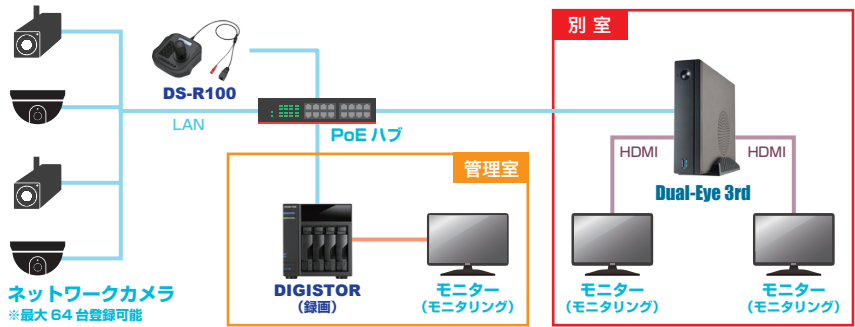 別 室
DS-R100
LAN
PoE ハブ
HDMI
HDMI
管理室
Dual-Eye 3rd
DIGISTOR
（録画）
モニター
（モニタリング）
モニター
（モニタリング）
モニター
（モニタリング）
ネットワークカメラ
※最大 64 台登録可能